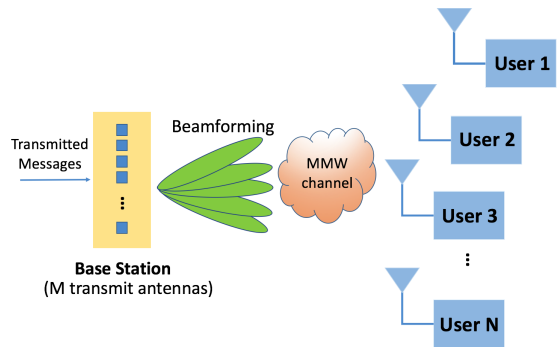 Transmitted
Messages
Beamforming
MMW
channel
Base Station
(M transmit antennas)
User 1
User 2
User 3
User N